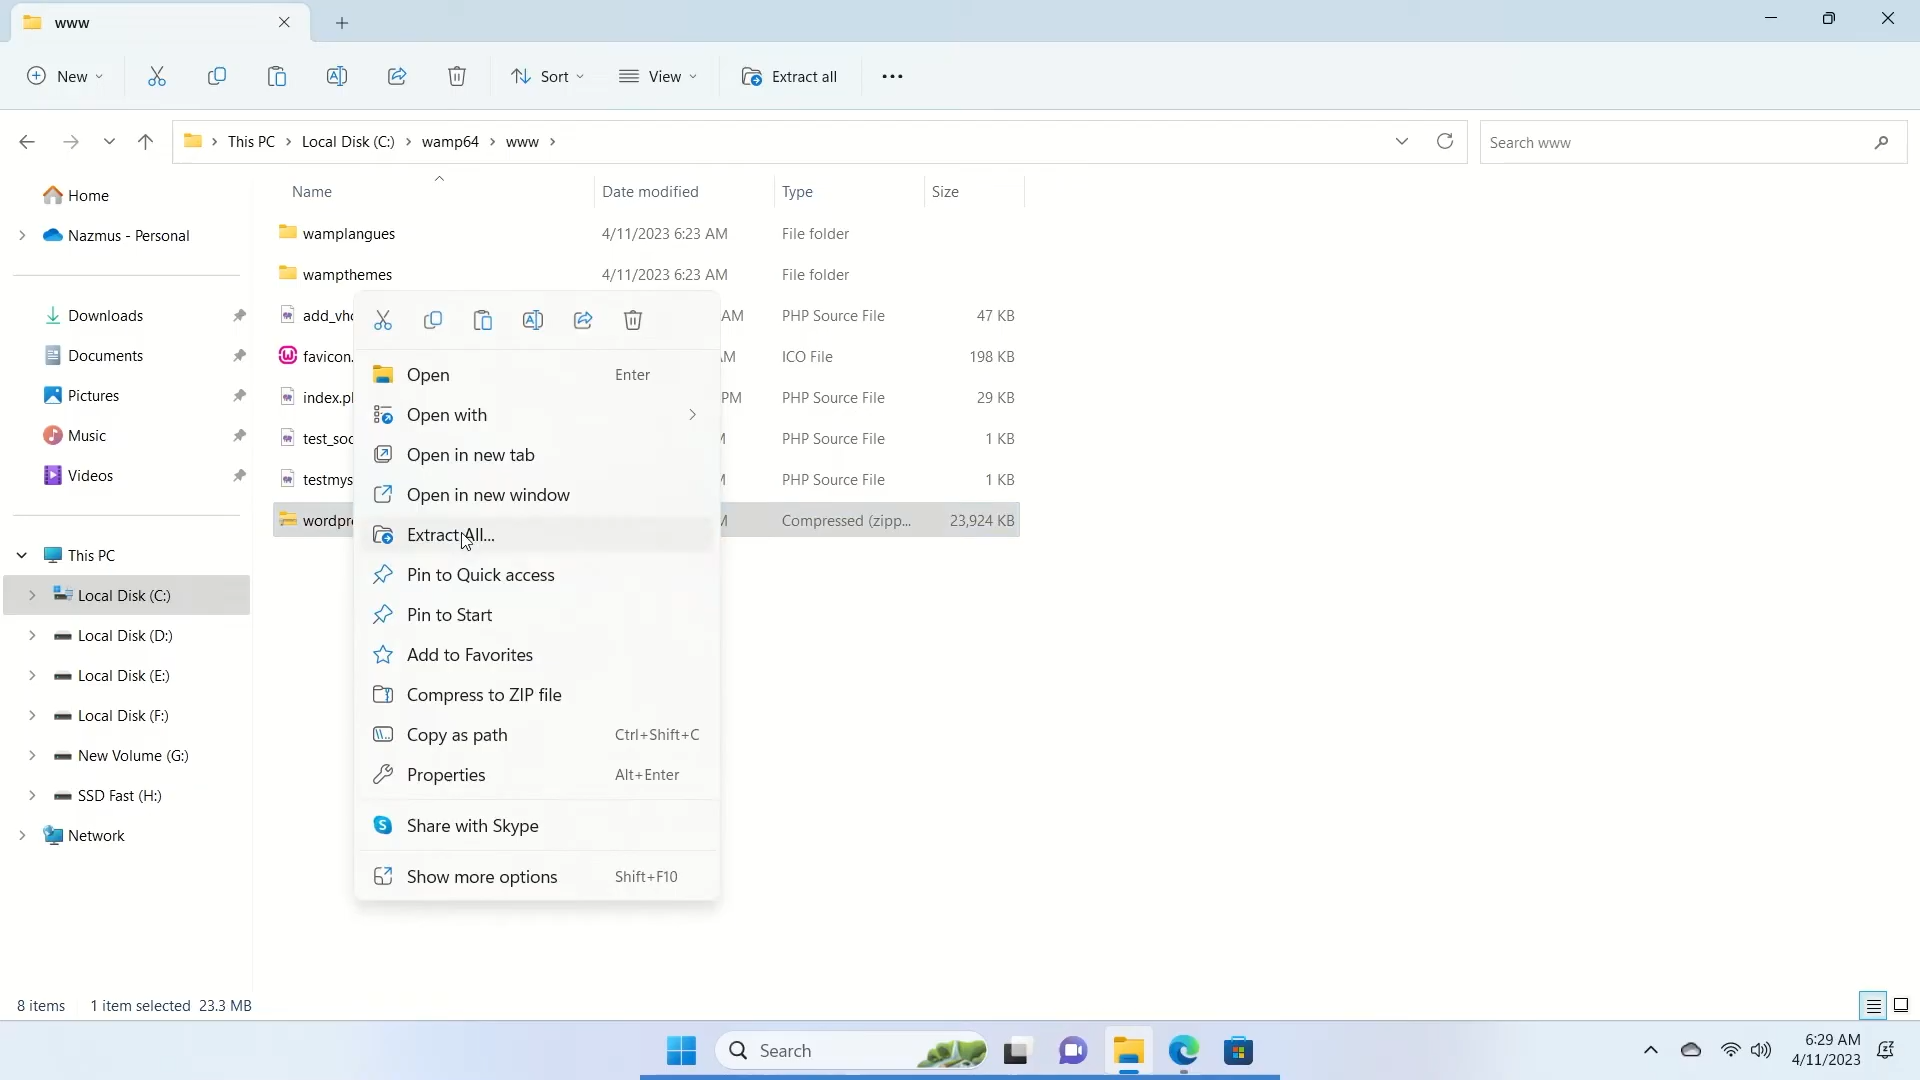 www
New
Sort
View
Extract all
This PC
Local Disk (C:)
wamp64
www
Search www
Name
Date modified
Type
Size
Home
Nazmus - Personal
Downloads
Documents
Pictures
Music
Videos
This PC
Local Disk (C:)
Local Disk (D:)
Local Disk (E:)
Local Disk (F:)
New Volume (G:)
SSD Fast (H:)
Network
wamplangues 4/11/2023 6:23 AM File folder
wampthemes 4/11/2023 6:23 AM File folder
add_vho AM PHP Source File 47 KB
favicon. AM ICO File 198 KB
index.p PM PHP Source File 29 KB
test_soc PHP Source File 1 KB
testmys PHP Source File 1 KB
wordpre Compressed (zipp... 23,924 KB
Open Enter
Open with
Open in new tab
Open in new window
Extract All...
Pin to Quick access
Pin to Start
Add to Favorites
Compress to ZIP file
Copy as path Ctrl+Shift+C
Properties Alt+Enter
Share with Skype
Show more options Shift+F10
8 items 1 item selected 23.3 MB
Search
6:29 AM
4/11/2023